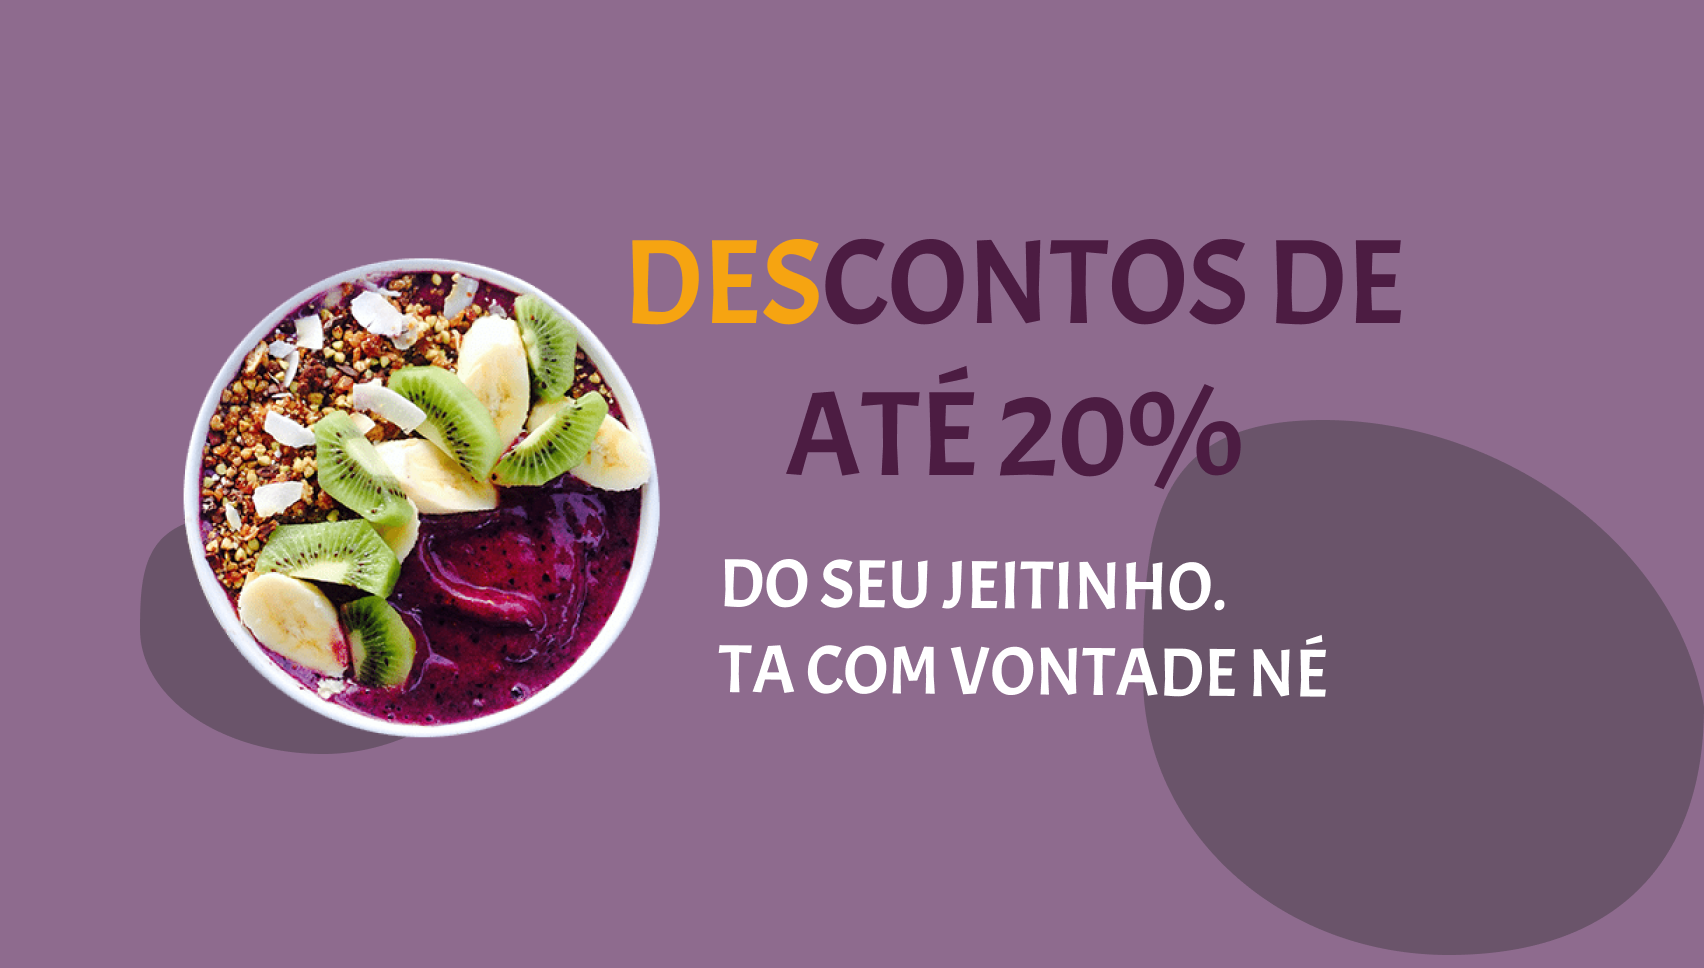 DESCONTOS DE
ATÉ 20%
DO SEU JEITINHO.
TA COM VONTADE NÉ